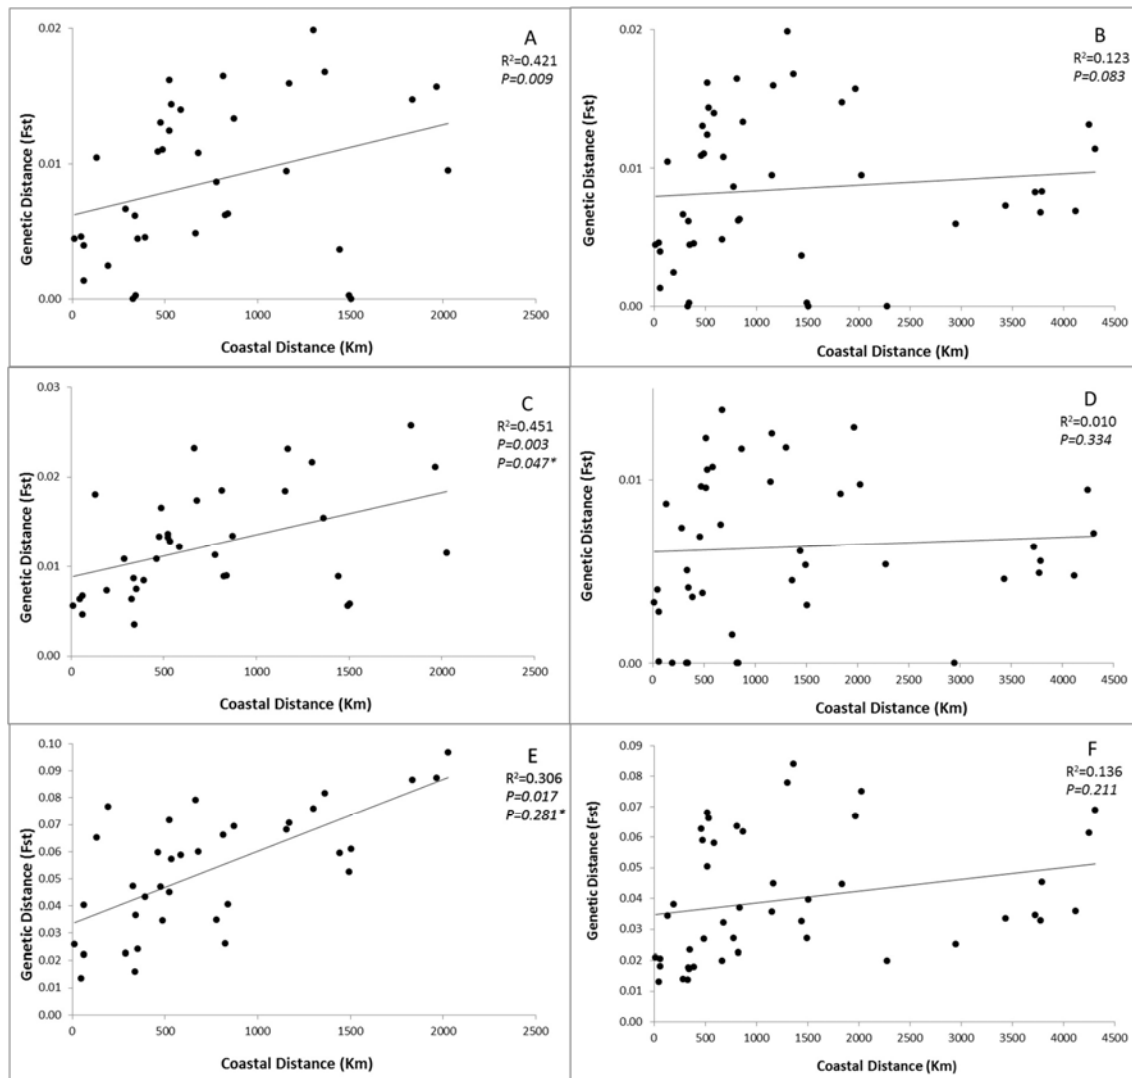 A
R²=0.421
P=0.009
0.02
0.01
0.00
Genetic Distance (Fst)
0 500 1000 1500 2000 2500
Coastal Distance (Km)
B
R²=0.123
P=0.083
0.02
0.01
0.00
Genetic Distance (Fst)
0 500 1000 1500 2000 2500 3000 3500 4000 4500
Coastal Distance (Km)
C
R²=0.451
P=0.003
P=0.047*
0.03
0.02
0.01
0.00
Genetic Distance (Fst)
0 500 1000 1500 2000 2500
Coastal Distance (Km)
D
R²=0.010
P=0.334
0.01
0.00
Genetic Distance (Fst)
0 500 1000 1500 2000 2500 3000 3500 4000 4500
Coastal Distance (Km)
E
R²=0.306
P=0.017
P=0.281*
0.10
0.09
0.08
0.07
0.06
0.05
0.04
0.03
0.02
0.01
0.00
Genetic Distance (Fst)
0 500 1000 1500 2000 2500
Coastal Distance (Km)
F
R²=0.136
P=0.211
0.09
0.08
0.07
0.06
0.05
0.04
0.03
0.02
0.01
0.00
Genetic Distance (Fst)
0 500 1000 1500 2000 2500 3000 3500 4000 4500
Coastal Distance (Km)